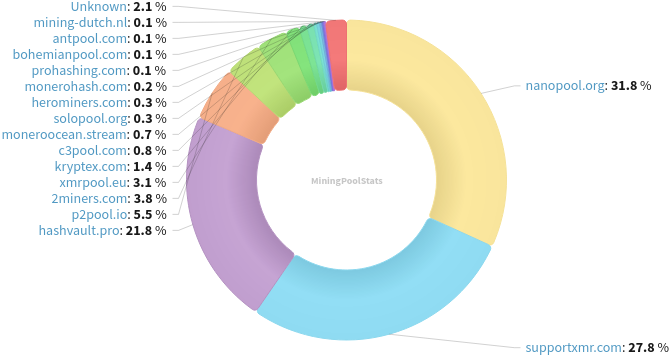 Unknown: 2.1 %
mining-dutch.nl: 0.1 %
antpool.com: 0.1 %
bohemianpool.com: 0.1 %
prohashing.com: 0.1 %
monerohash.com: 0.2 %
herominers.com: 0.3 %
solopool.org: 0.3 %
moneroocean.stream: 0.7 %
c3pool.com: 0.8 %
kryptex.com: 1.4 %
xmrpool.eu: 3.1 %
2miners.com: 3.8 %
p2pool.io: 5.5 %
hashvault.pro: 21.8 %
nanopool.org: 31.8 %
MiningPoolStats
supportxmr.com: 27.8 %